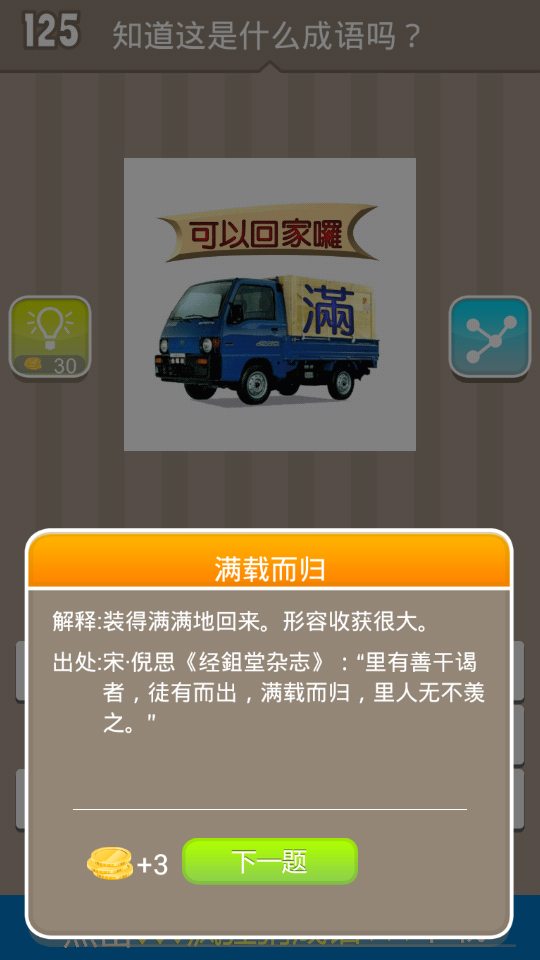 125 知道这是什么成语吗？
可以回家囉
滿
30
满载而归
解释:装得满满地回来。形容收获很大。
出处:宋·倪思《经鉏堂杂志》：“里有善干谒
者，徒有而出，满载而归，里人无不羡
之。”
+3 下一题